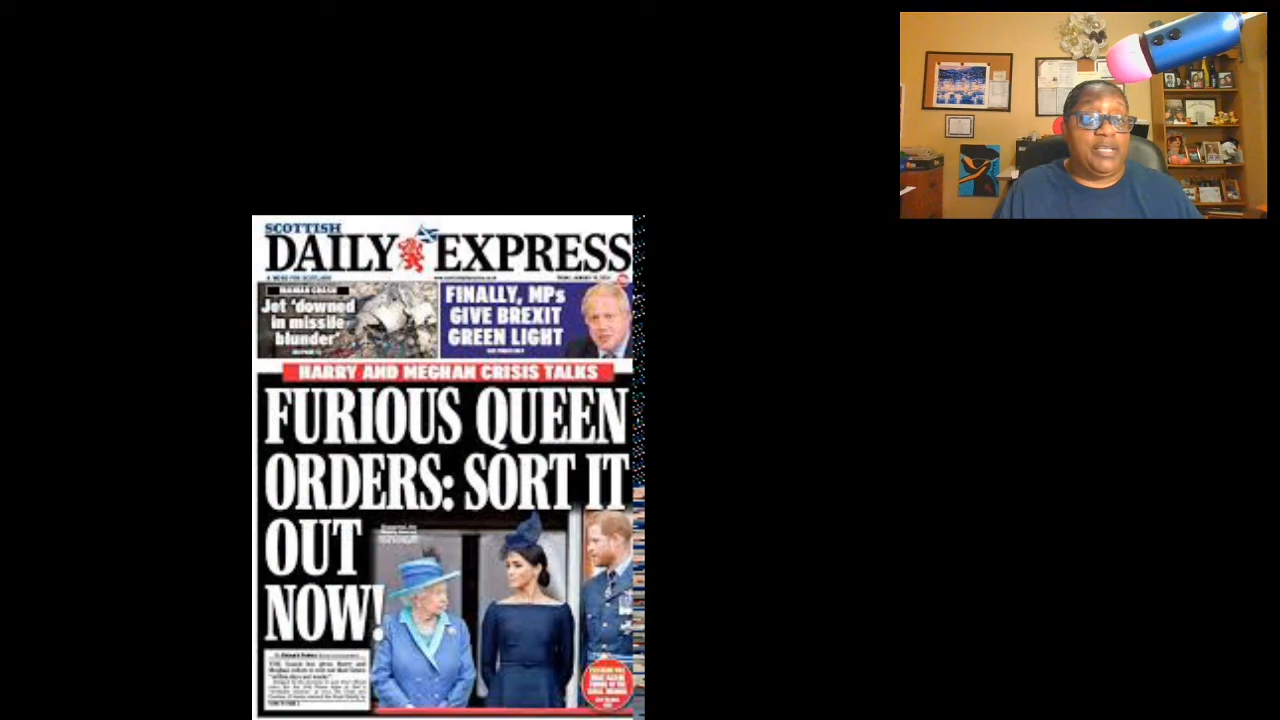 SCOTTISH
DAILY EXPRESS
Jet 'downed
in missile
blunder'
FINALLY, MPs
GIVE BREXIT
GREEN LIGHT
HARRY AND MEGHAN CRISIS TALKS
FURIOUS QUEEN
ORDERS: SORT IT
OUT
NOW!